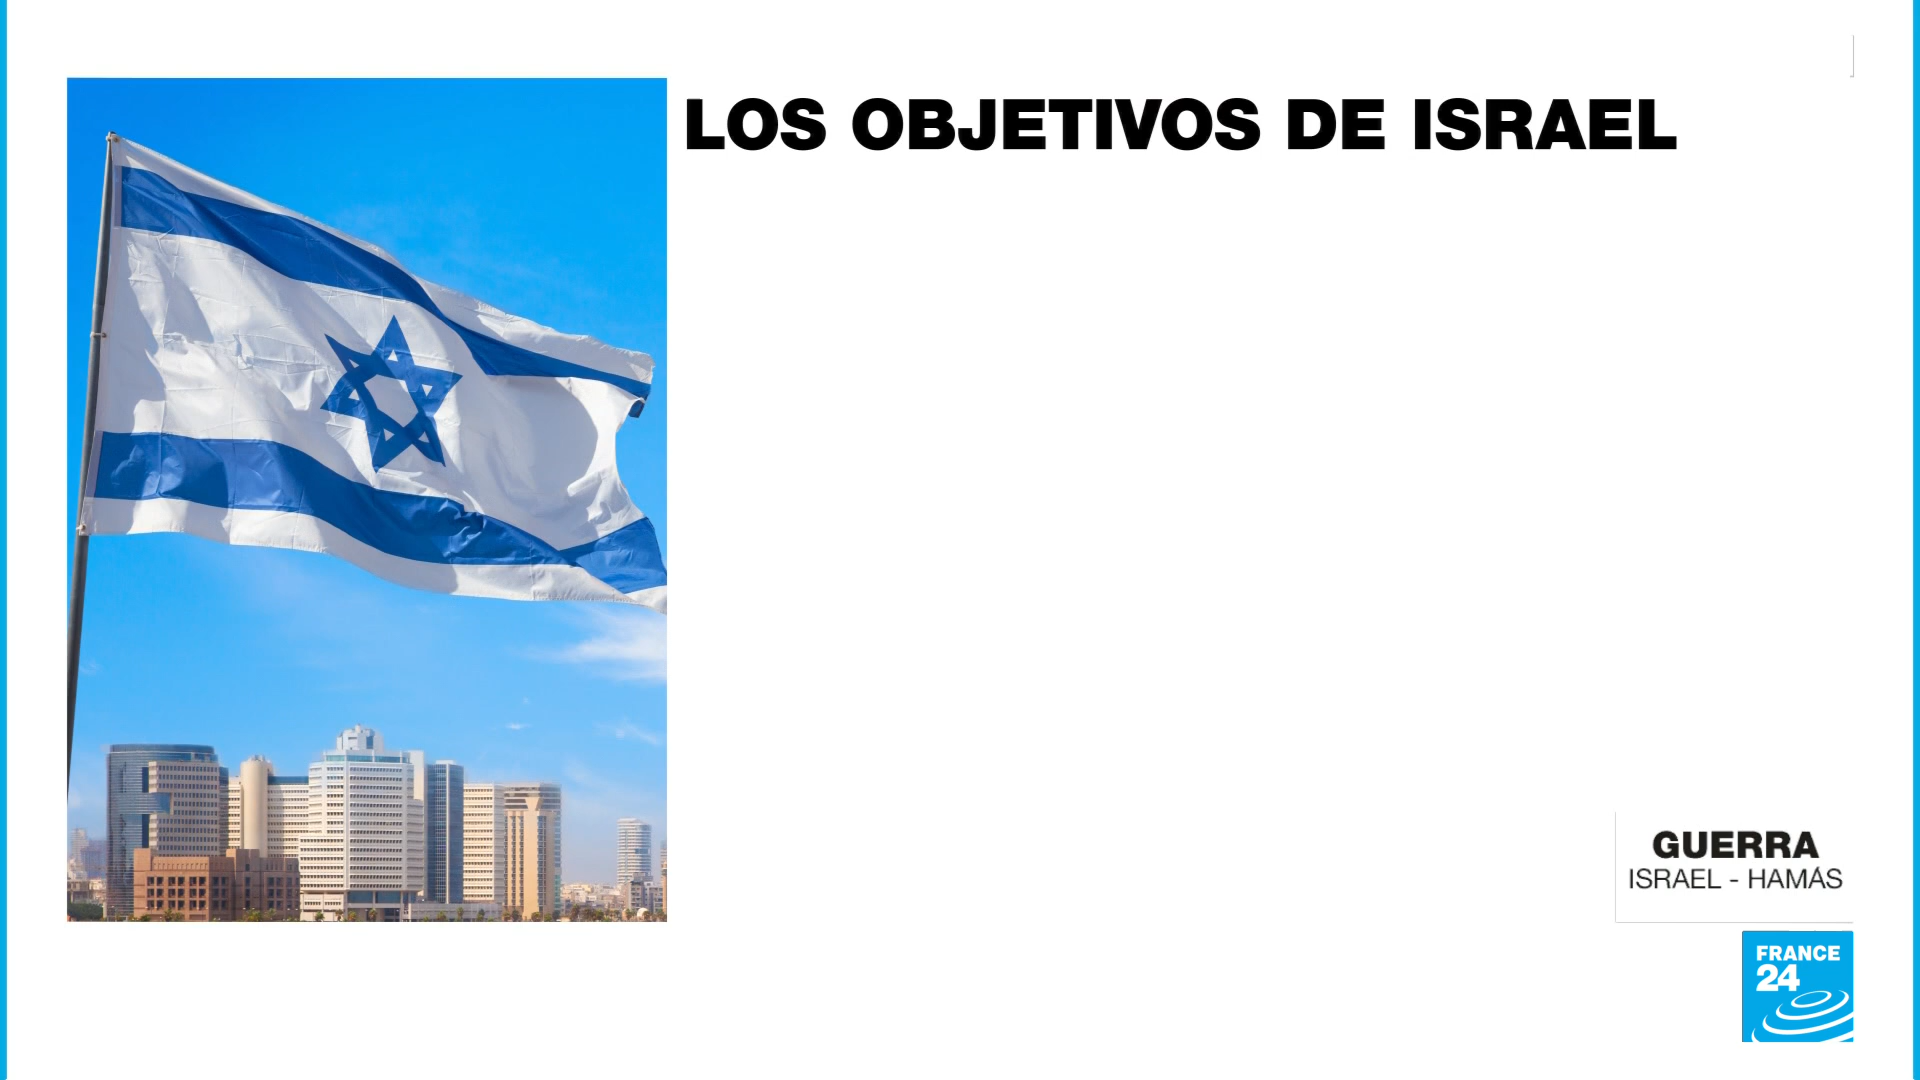 LOS OBJETIVOS DE ISRAEL
GUERRA
ISRAEL - HAMÁS
FRANCE
24